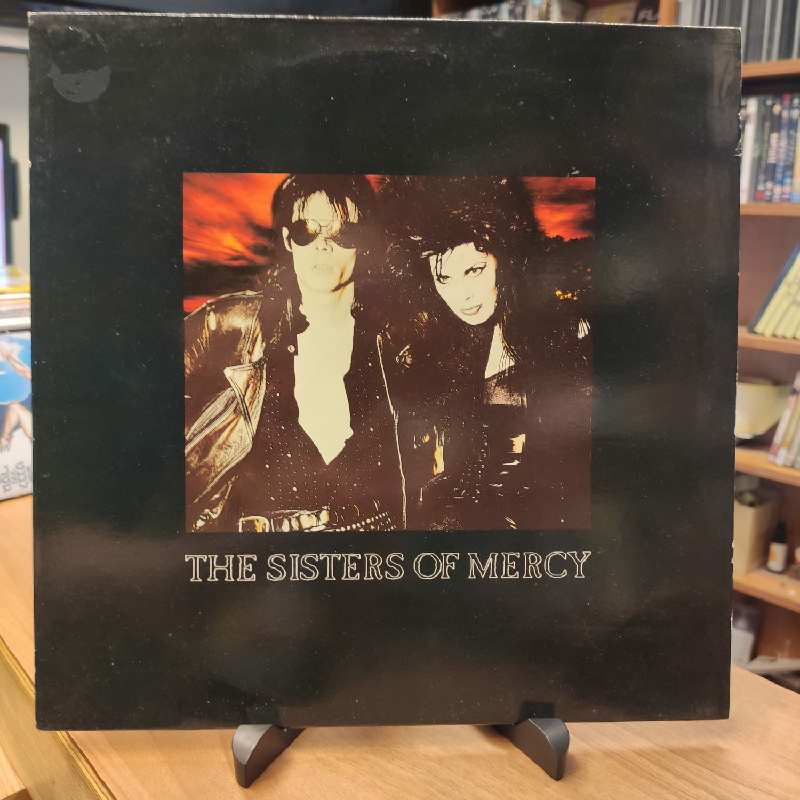 THE SISTERS OF MERCY